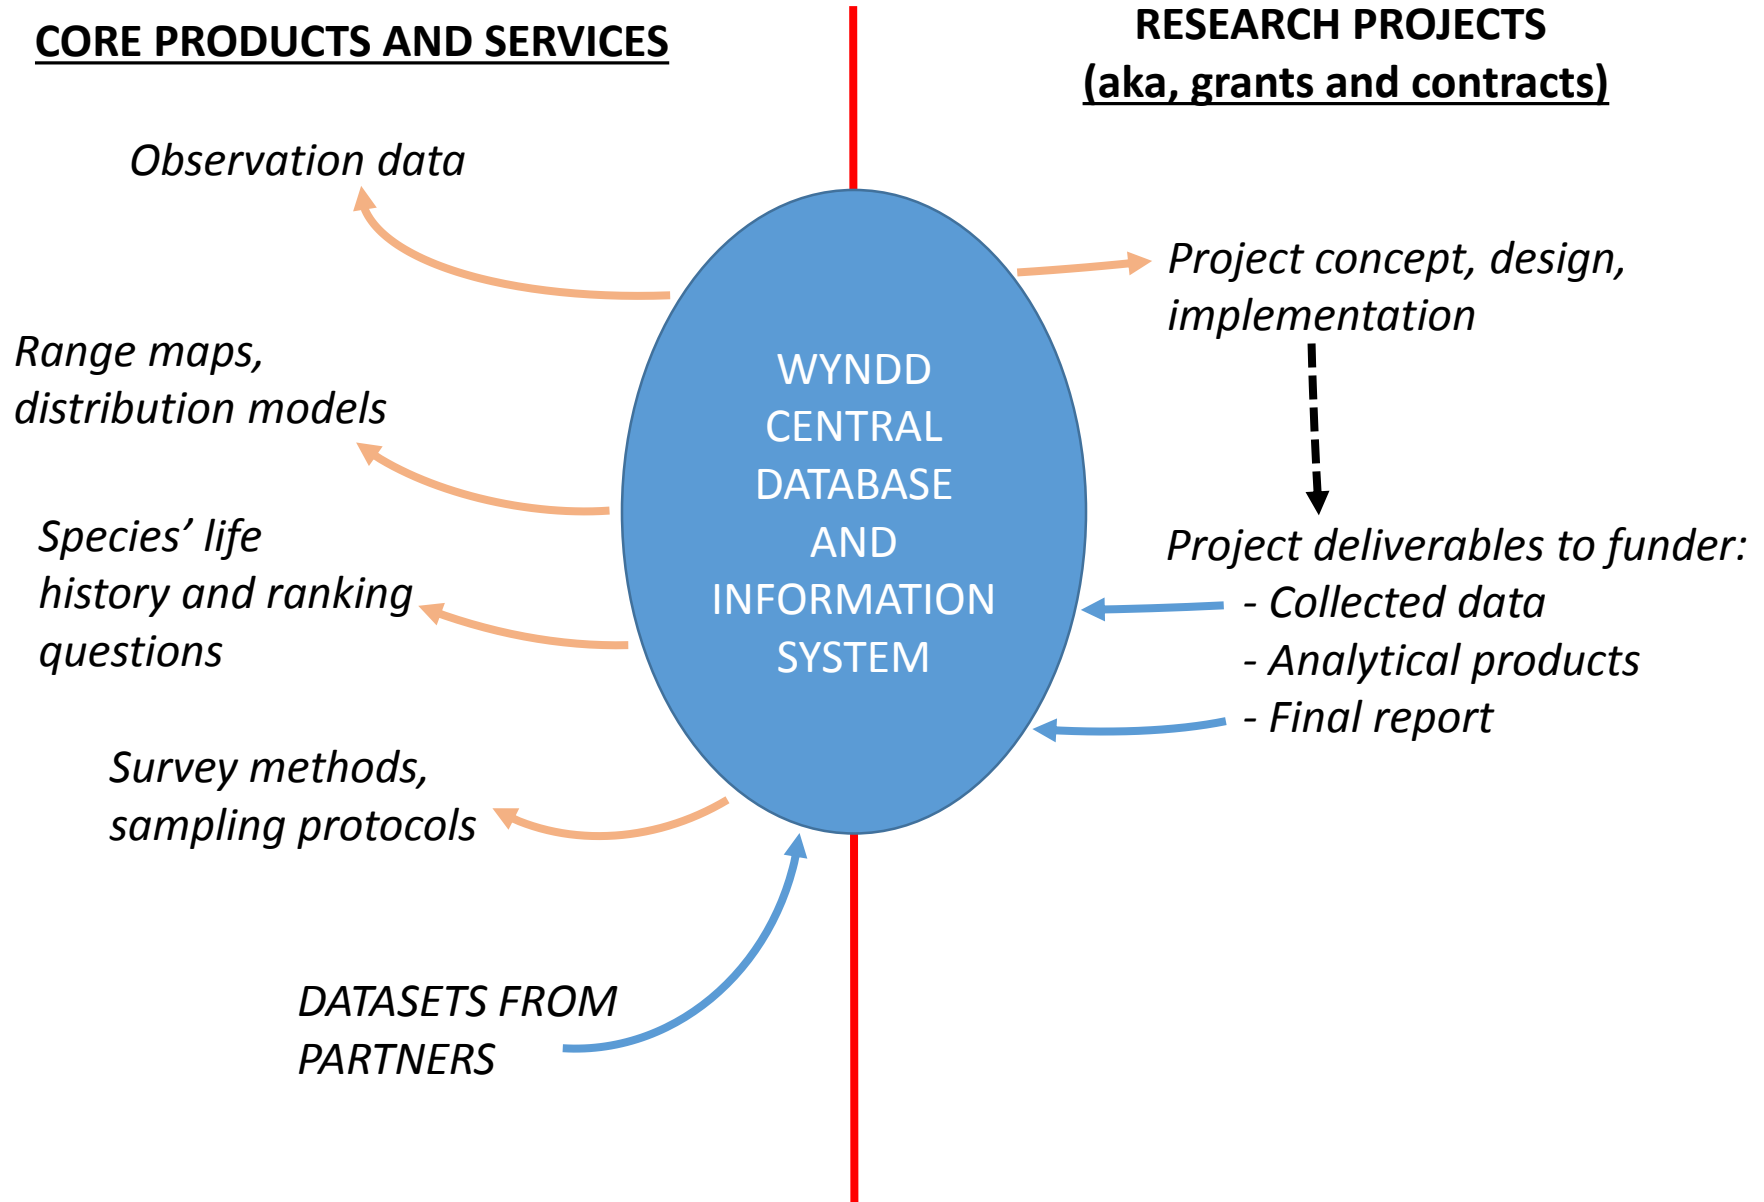 CORE PRODUCTS AND SERVICES
Observation data
Range maps,
distribution models
Species’ life
history and ranking
questions
Survey methods,
sampling protocols
DATASETS FROM
PARTNERS
WYNDD
CENTRAL
DATABASE
AND
INFORMATION
SYSTEM
RESEARCH PROJECTS
(aka, grants and contracts)
Project concept, design,
implementation
Project deliverables to funder:
- Collected data
- Analytical products
- Final report